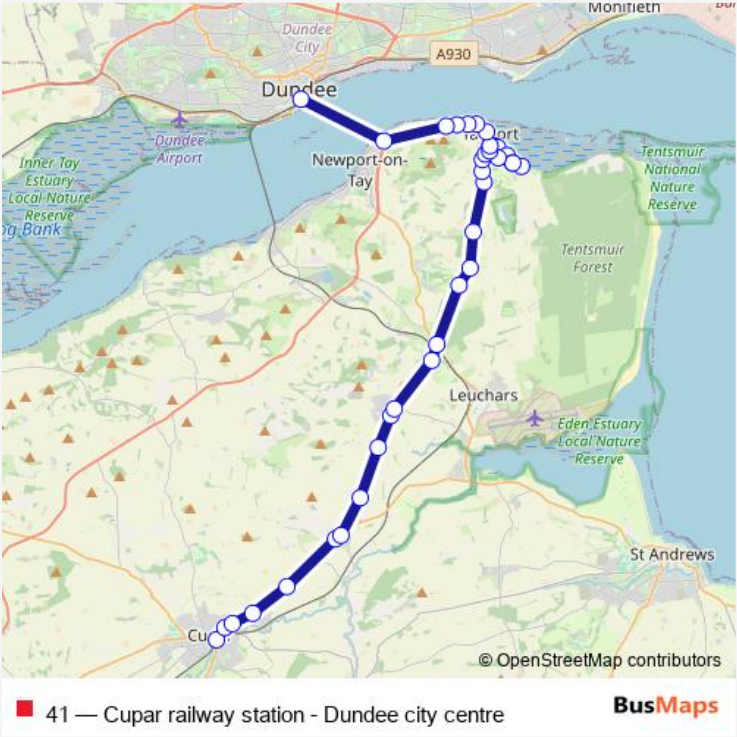 Monifieth
Dundee
City
A930
Dundee
Dundee
Airport
Inner Tay
Estuary
Local Nature
Reserve
og Bank
Newport-on-
Tay
Tentsmuir
National
Nature
Reserve
Tentsmuir
Forest
Leuchars
Eden Estuary
Local Nature
Reserve
St Andrews
© OpenStreetMap contributors
41 — Cupar railway station - Dundee city centre
BusMaps